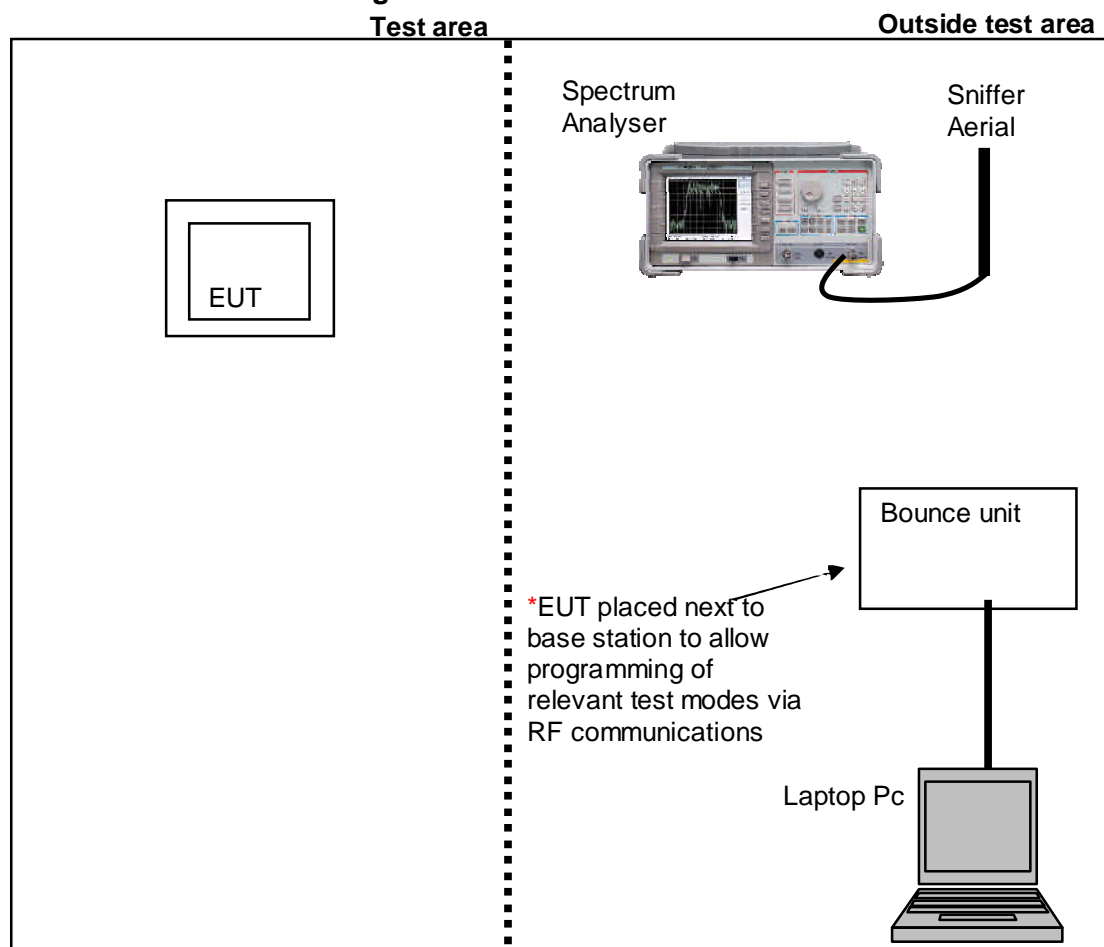 Test area
Outside test area
Spectrum
Analyser
Sniffer
Aerial
EUT
Bounce unit
*EUT placed next to
base station to allow
programming of
relevant test modes via
RF communications
Laptop Pc